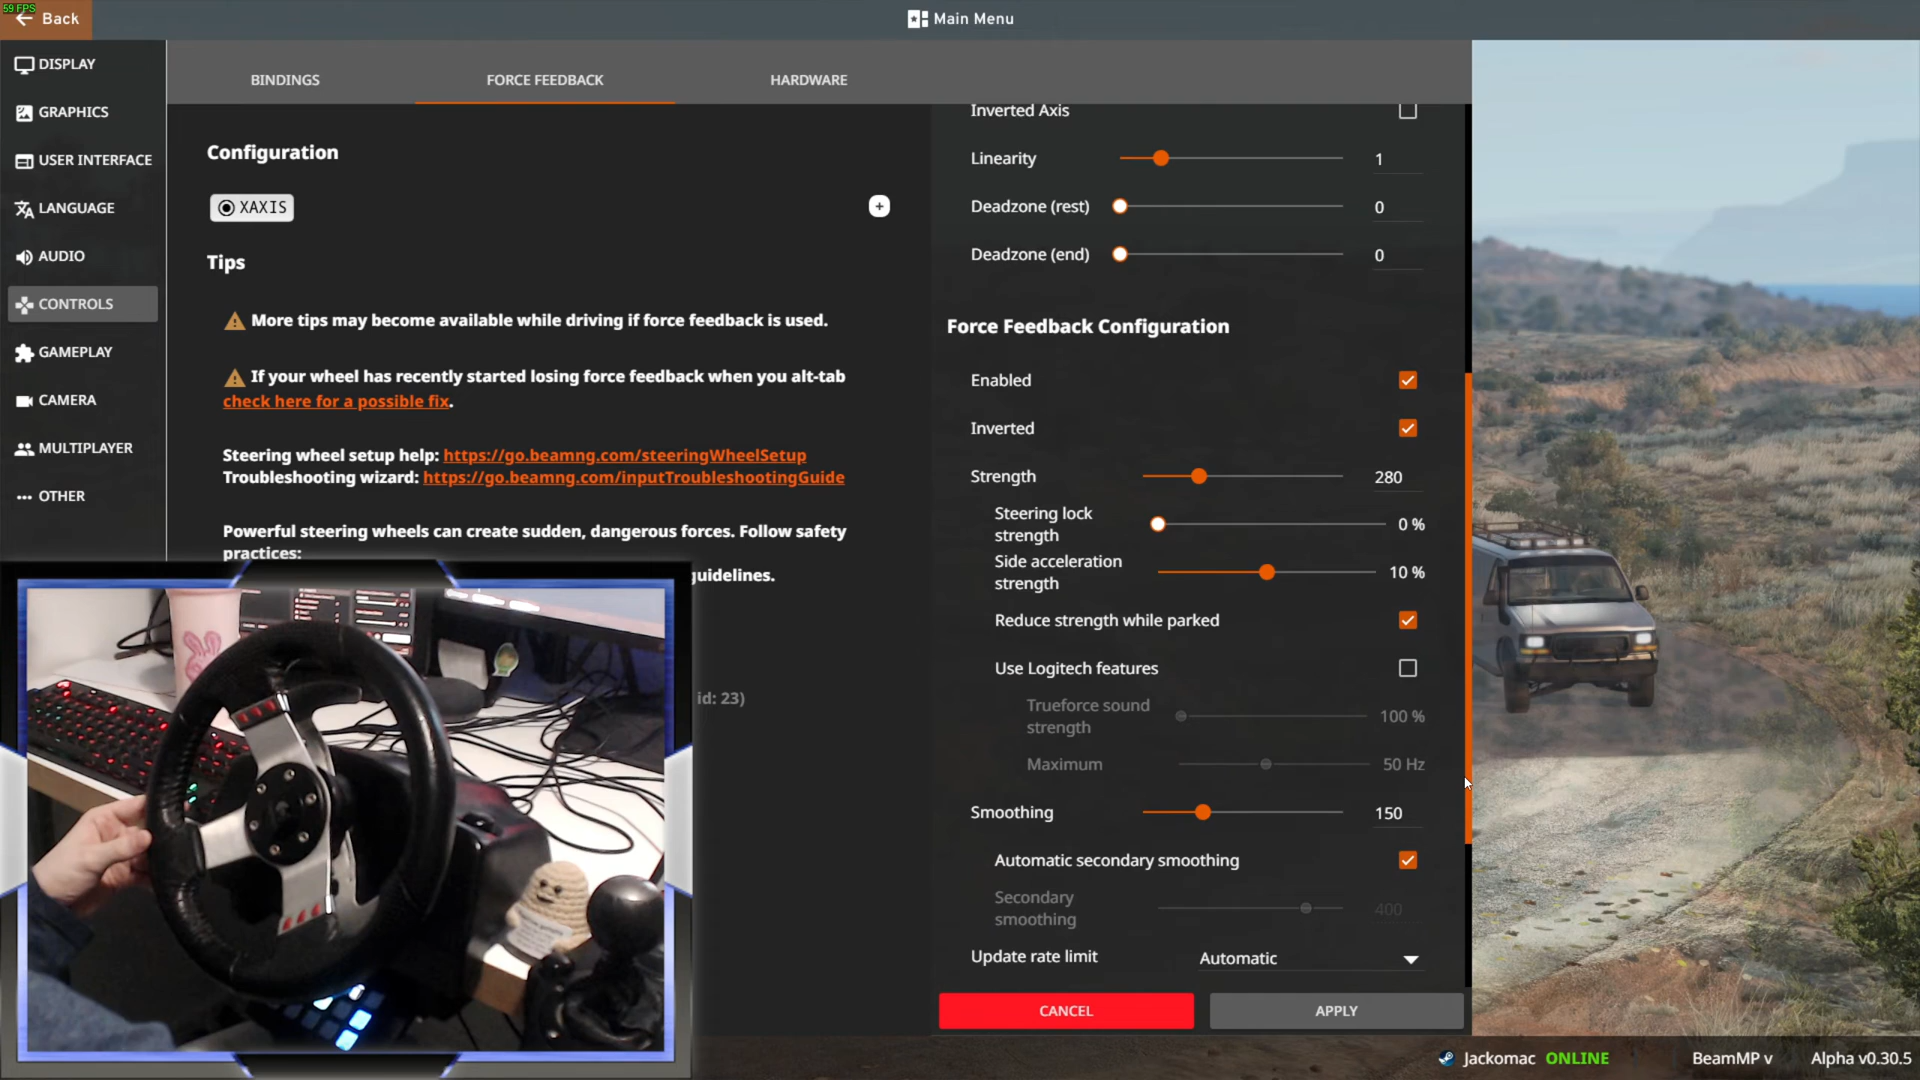 59 FPS
Back
Main Menu
DISPLAY
GRAPHICS
USER INTERFACE
LANGUAGE
AUDIO
CONTROLS
GAMEPLAY
CAMERA
MULTIPLAYER
OTHER
BINDINGS
FORCE FEEDBACK
HARDWARE
Configuration
XAXIS
Tips
More tips may become available while driving if force feedback is used.
If your wheel has recently started losing force feedback when you alt-tab
check here for a possible fix.
Steering wheel setup help: https://go.beamng.com/steeringWheelSetup
Troubleshooting wizard: https://go.beamng.com/inputTroubleshootingGuide
Powerful steering wheels can create sudden, dangerous forces. Follow safety
practices:
guidelines.
id: 23)
Inverted Axis
Linearity 1
Deadzone (rest) 0
Deadzone (end) 0
Force Feedback Configuration
Enabled
Inverted
Strength 280
Steering lock
strength 0 %
Side acceleration
strength 10 %
Reduce strength while parked
Use Logitech features
Trueforce sound
strength 100 %
Maximum 50 Hz
Smoothing 150
Automatic secondary smoothing
Secondary
smoothing 400
Update rate limit Automatic
CANCEL
APPLY
Jackomac ONLINE
BeamMP v
Alpha v0.30.5